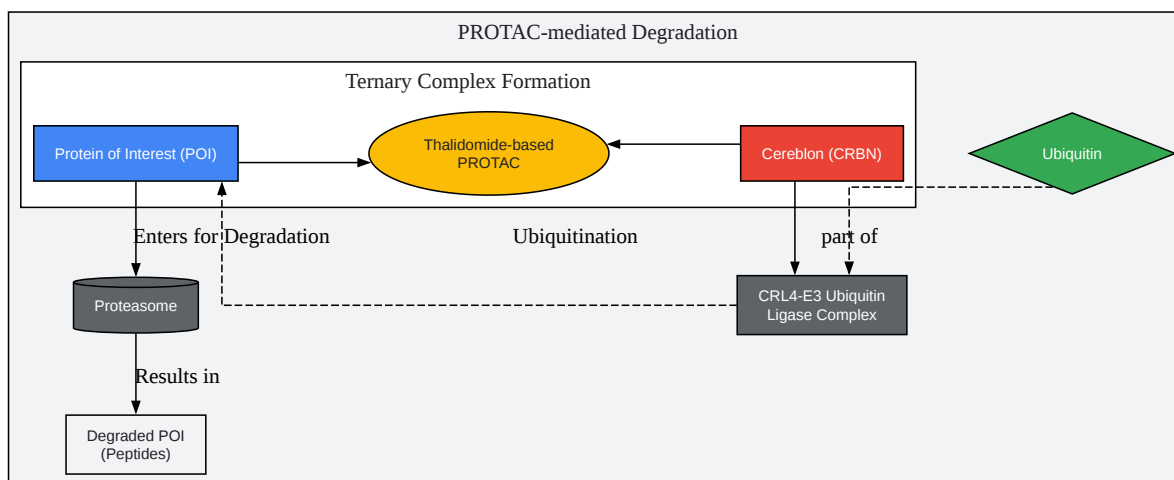 PROTAC-mediated Degradation
Ternary Complex Formation
Protein of Interest (POI)
Thalidomide-based
PROTAC
Cereblon (CRBN)
Ubiquitin
Enters for Degradation
Ubiquitination
part of
Proteasome
CRL4-E3 Ubiquitin
Ligase Complex
Results in
Degraded POI
(Peptides)